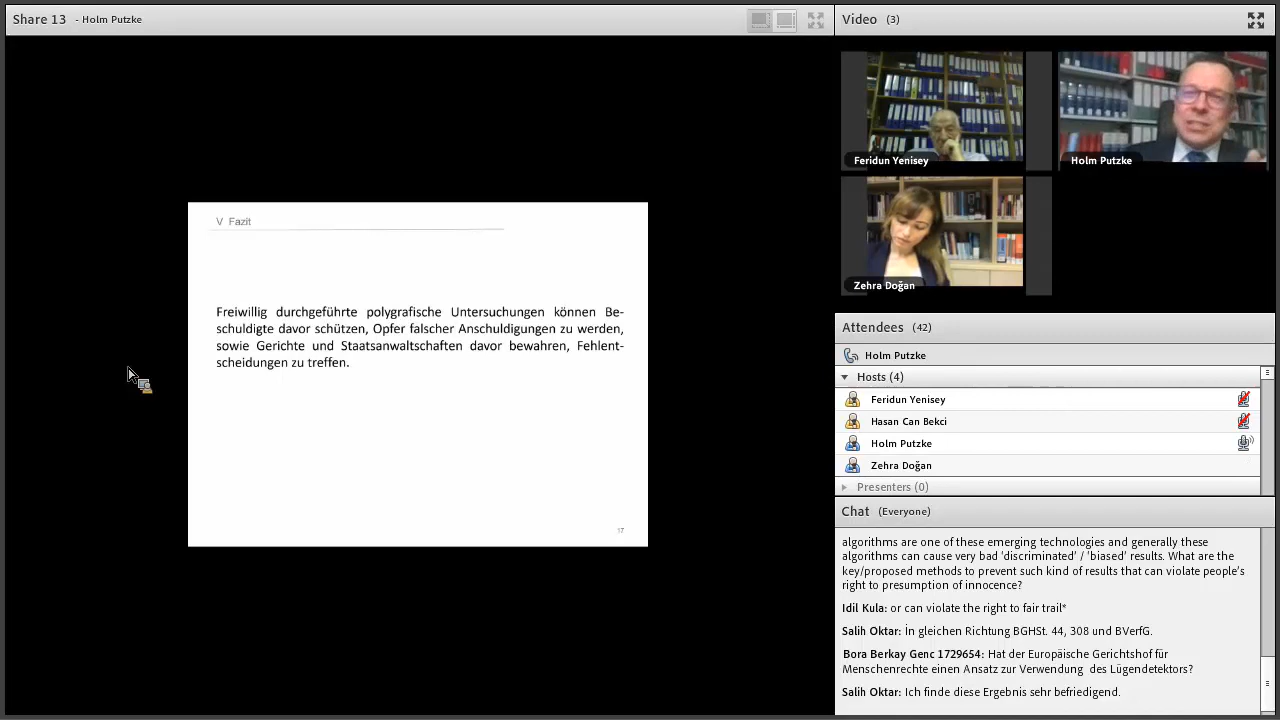 Share 13 - Holm Putzke
V Fazit
Freiwillig durchgeführte polygrafische Untersuchungen können Be-
schuldigte davor schützen, Opfer falscher Anschuldigungen zu werden,
sowie Gerichte und Staatsanwaltschaften davor bewahren, Fehlent-
scheidungen zu treffen.
17
Video (3)
Feridun Yenisey
Holm Putzke
Zehra Doğan
Attendees (42)
Holm Putzke
Hosts (4)
Feridun Yenisey
Hasan Can Bekci
Holm Putzke
Zehra Doğan
Presenters (0)
Chat (Everyone)
algorithms are one of these emerging technologies and generally these
algorithms can cause very bad 'discriminated' / 'biased' results. What are the
key/proposed methods to prevent such kind of results that can violate people's
right to presumption of innocence?
Idil Kula: or can violate the right to fair trail*
Salih Oktar: İn gleichen Richtung BGHSt. 44, 308 und BVerfG.
Bora Berkay Genc 1729654: Hat der Europäische Gerichtshof für
Menschenrechte einen Ansatz zur Verwendung des Lügendetektors?
Salih Oktar: Ich finde diese Ergebnis sehr befriedigend.